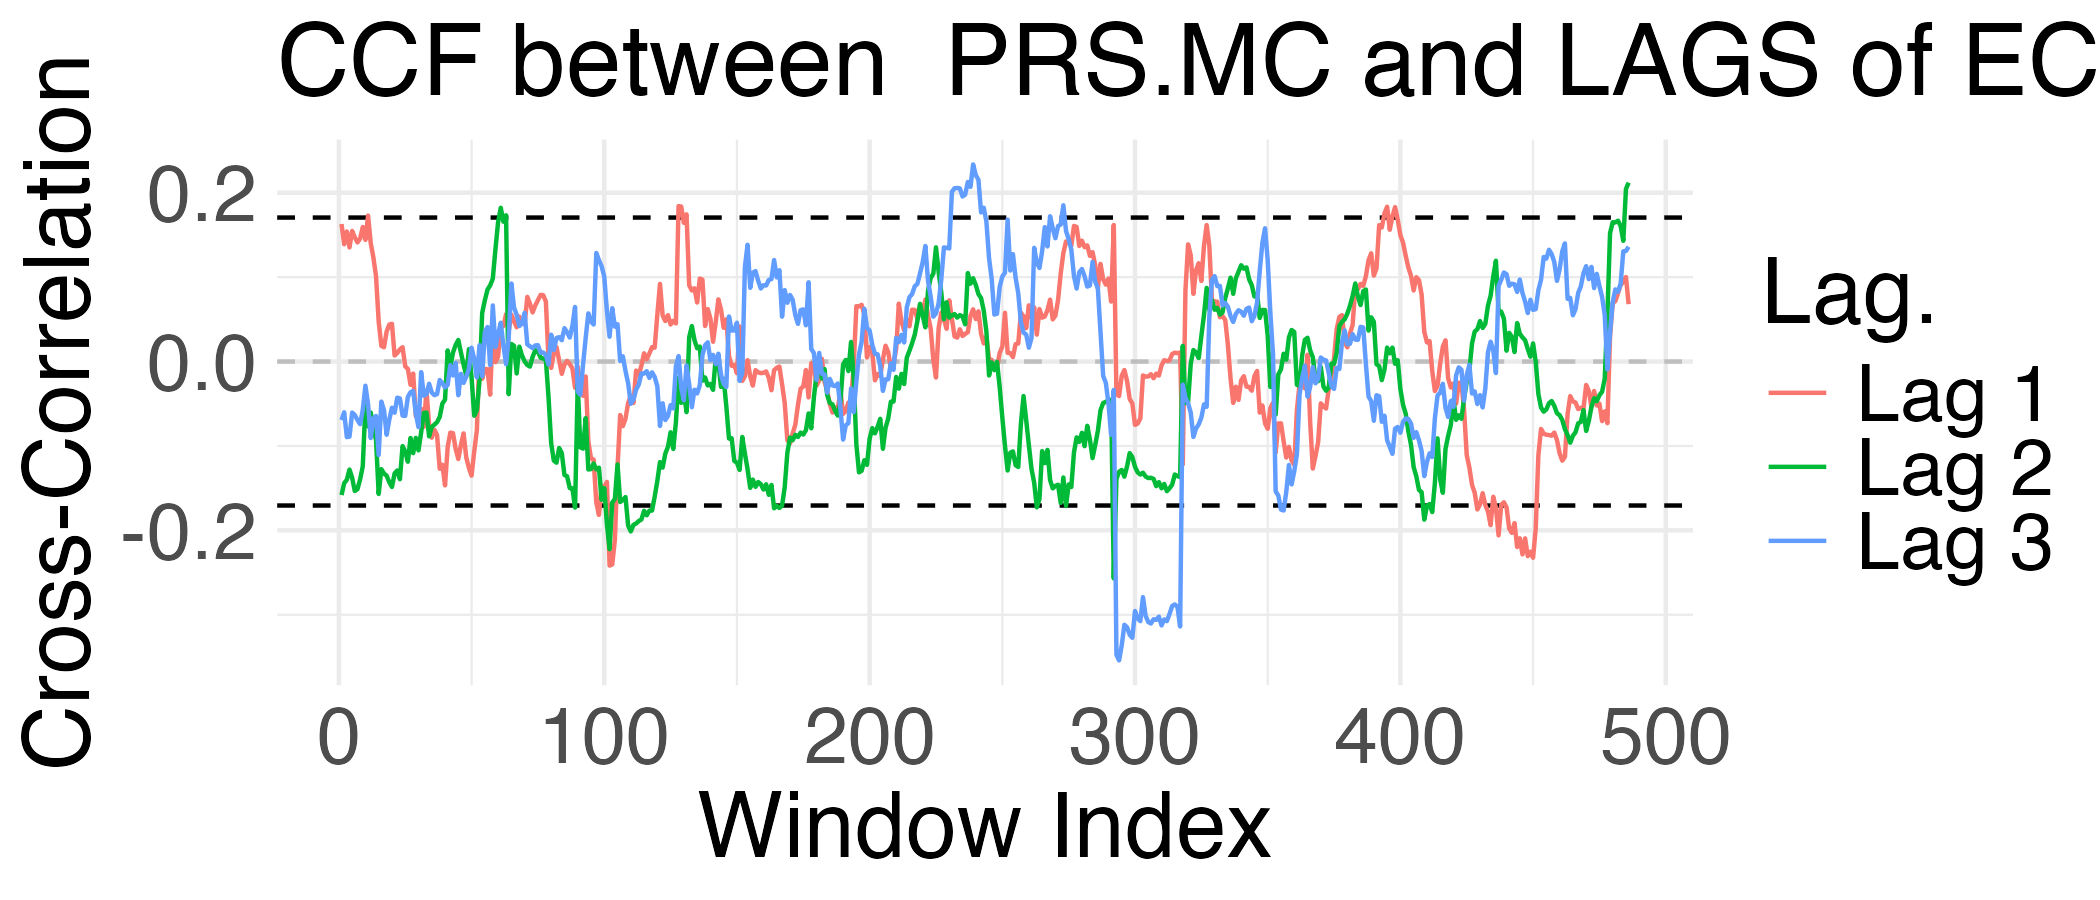 CCF between PRS.MC and LAGS of EC
Cross-Correlation
0.2
0.0
-0.2
0 100 200 300 400 500
Window Index
Lag.
Lag 1
Lag 2
Lag 3